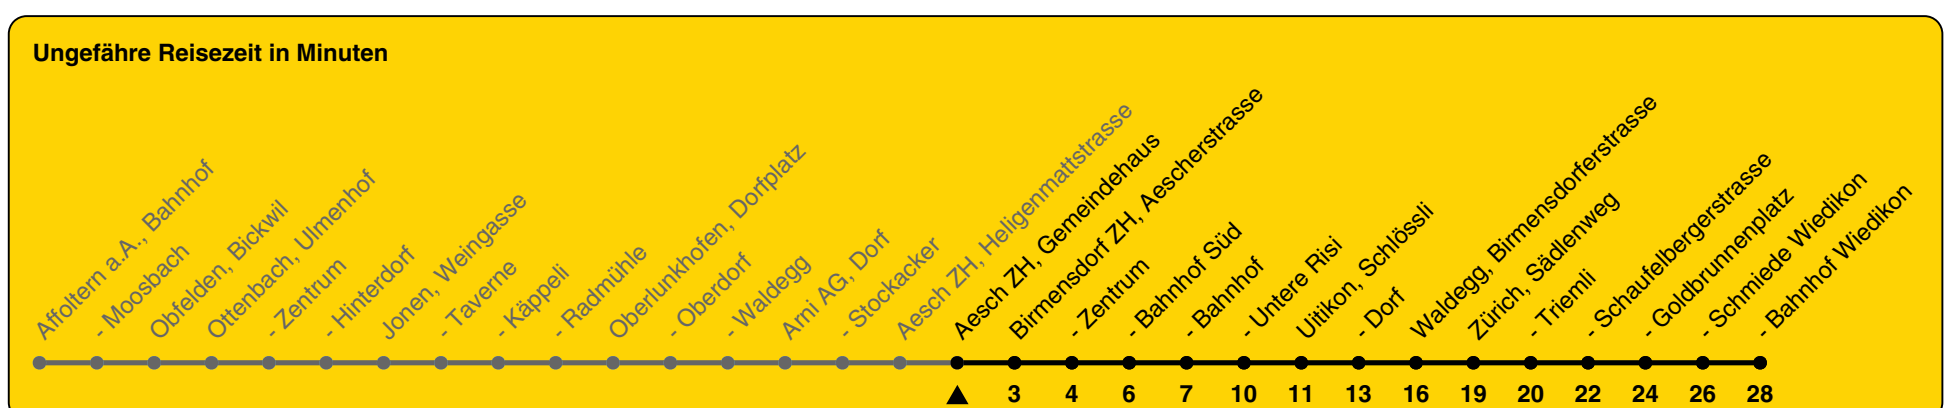 Ungefähre Reisezeit in Minuten
Affoltern a.A., Bahnhof
- Moosbach
Obfelden, Bickwil
Ottenbach, Ulmenhof
- Zentrum
- Hinterdorf
Jonen, Weingasse
- Taverne
- Käppeli
- Radmühle
Oberlunkhofen, Dorfplatz
- Oberdorf
- Waldegg
Arni AG, Dorf
- Stockacker
Aesch ZH, Heligenmattstrasse
Aesch ZH, Gemeindehaus
Birmensdorf ZH, Aescherstrasse
- Zentrum
- Bahnhof Süd
- Bahnhof
- Untere Risi
Uitikon, Schlössli
- Dorf
Waldegg, Birmensdorferstrasse
Zürich, Sädlenweg
- Triemli
- Schaufelbergerstrasse
- Goldbrunnenplatz
- Schmiede Wiedikon
- Bahnhof Wiedikon
3 4 6 7 10 11 13 16 19 20 22 24 26 28